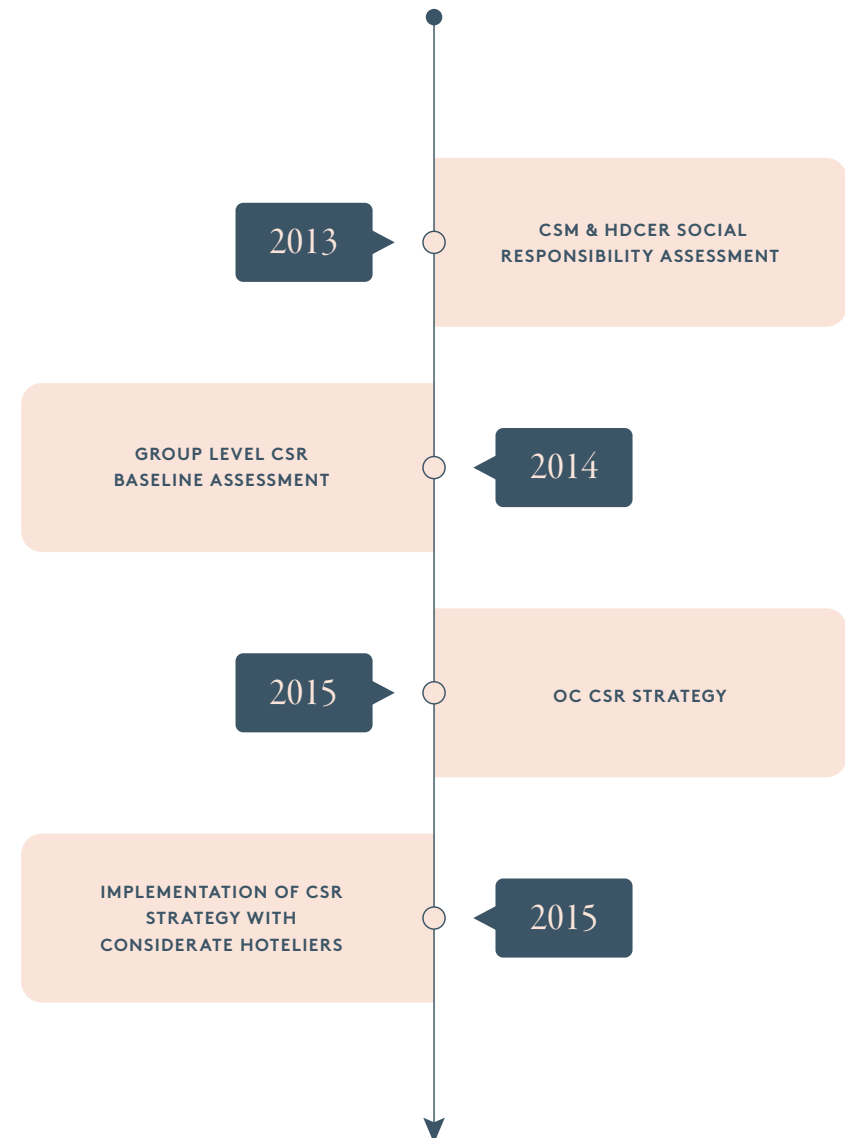 2013
CSM & HDCER SOCIAL
RESPONSIBILITY ASSESSMENT
GROUP LEVEL CSR
BASELINE ASSESSMENT
2014
2015
OC CSR STRATEGY
IMPLEMENTATION OF CSR
STRATEGY WITH
CONSIDERATE HOTELIERS
2015